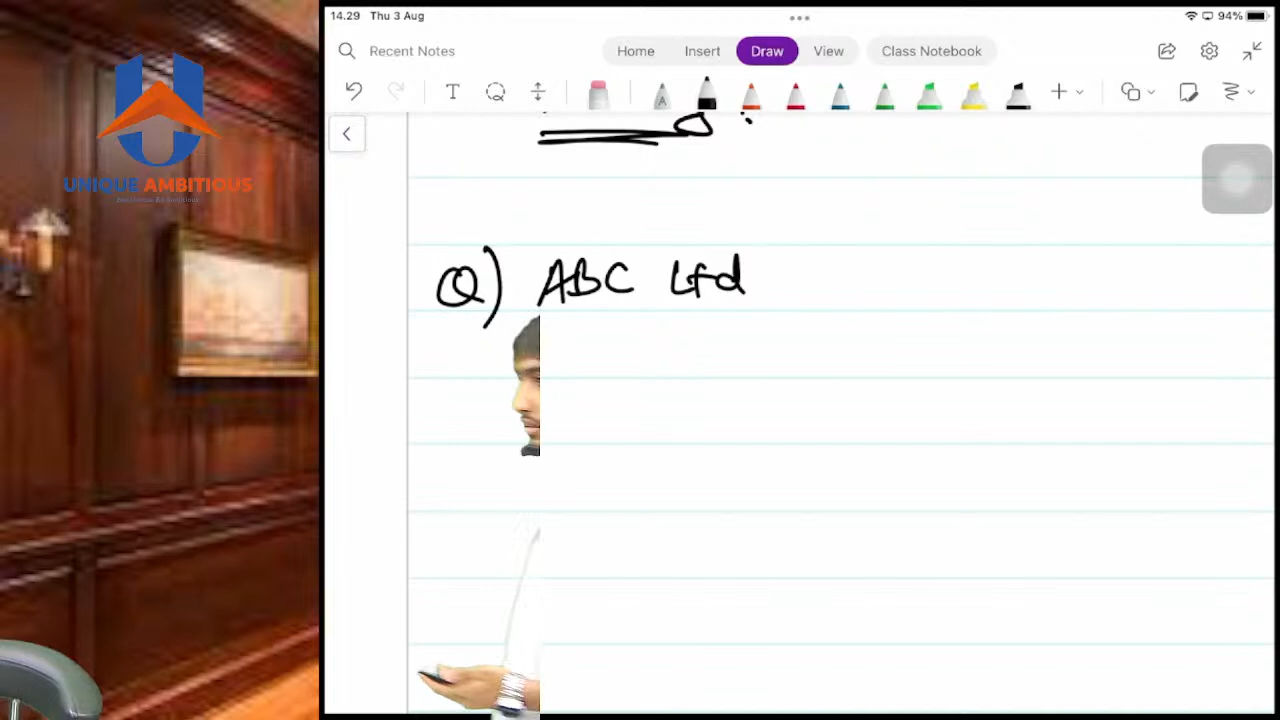 14.29 Thu 3 Aug
94%
Recent Notes
Home Insert Draw View Class Notebook
T
A
UNIQUE AMBITIOUS
Q) ABC Ltd